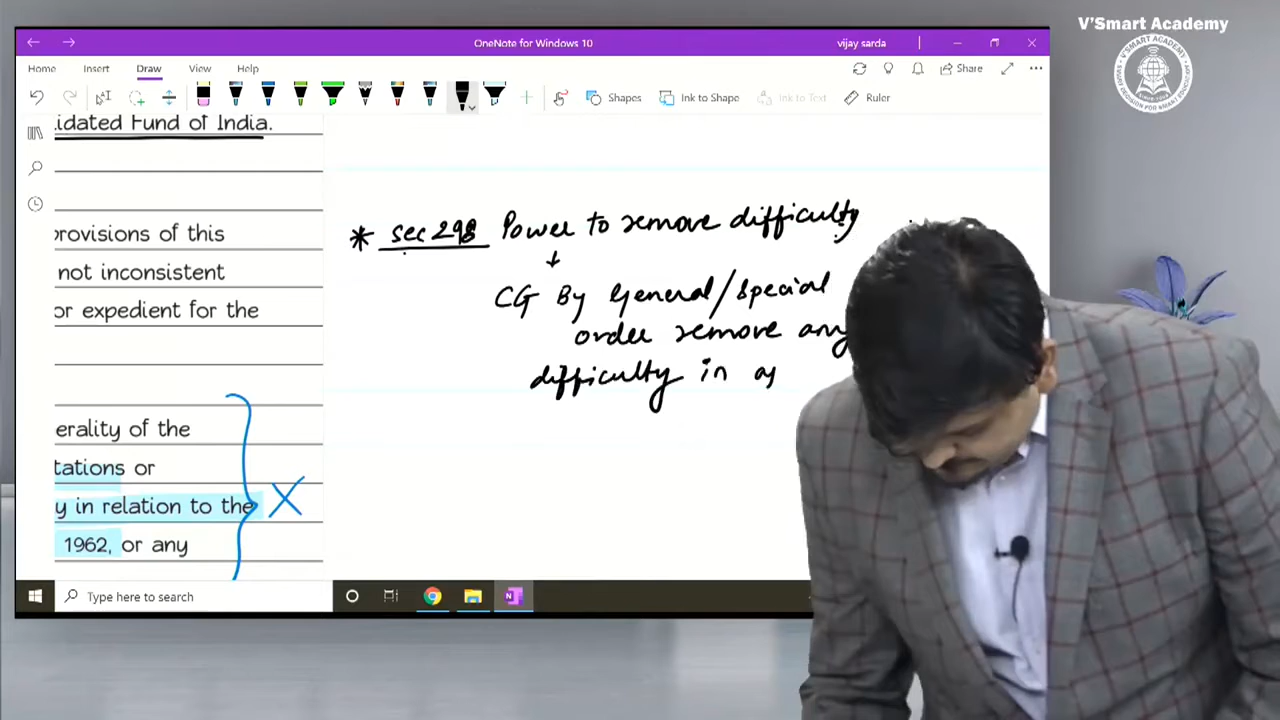 V'Smart Academy
OneNote for Windows 10
vijay sarda
Home Insert Draw View Help
Share
Shapes
Ink to Shape
Ink to Text
Ruler
idated Fund of India.
provisions of this
not inconsistent
or expedient for the
erality of the
tations or
y in relation to the
1962, or any
X
* sec 298 Power to remove difficulty
↓
CG By General/special
order remove any
difficulty in
Type here to search